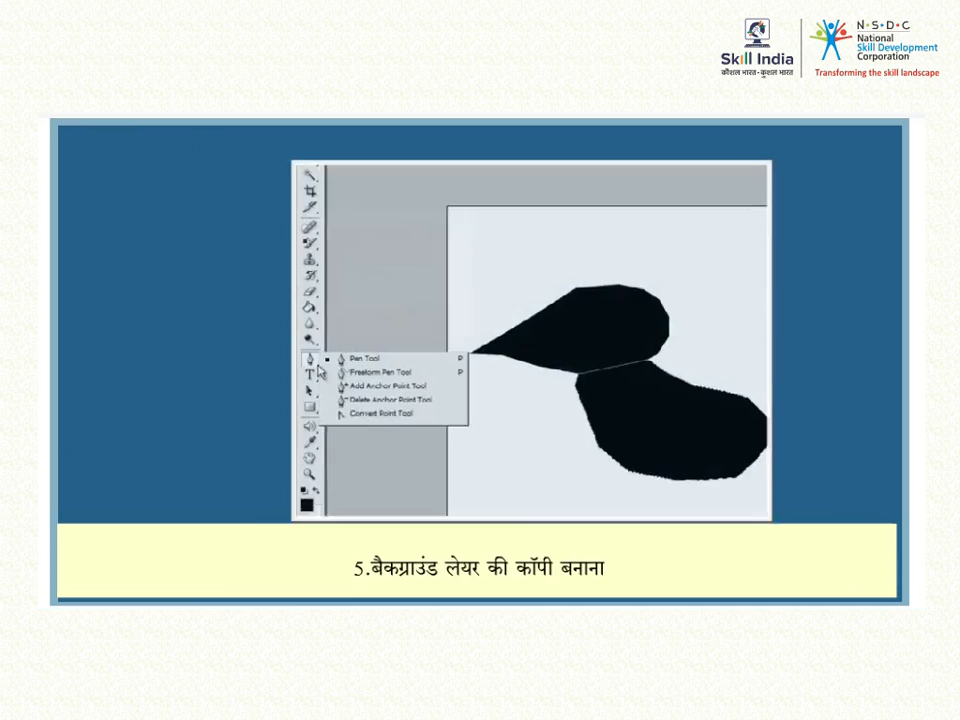 N·S·D·C
National
Skill Development
Corporation
Transforming the skill landscape
Skill India
कौशल भारत - कुशल भारत
Pen Tool P
Freeform Pen Tool P
Add Anchor Point Tool
Delete Anchor Point Tool
Convert Point Tool
T
5.बैकग्राउंड लेयर की कॉपी बनाना